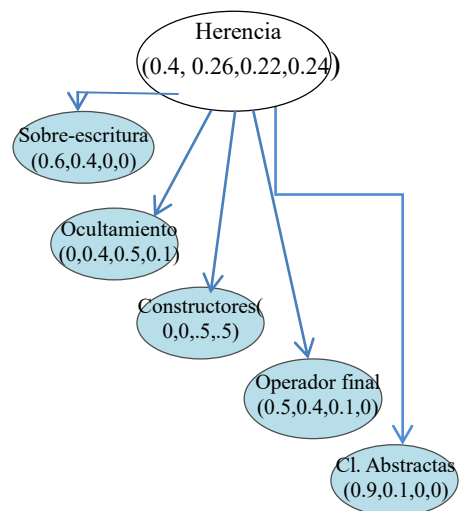 Herencia
(0.4, 0.26,0.22,0.24)
Sobre-escritura
(0.6,0.4,0,0)
Ocultamiento
(0,0.4,0.5,0.1)
Constructores(
0,0,.5,.5)
Operador final
(0.5,0.4,0.1,0)
Cl. Abstractas
(0.9,0.1,0,0)